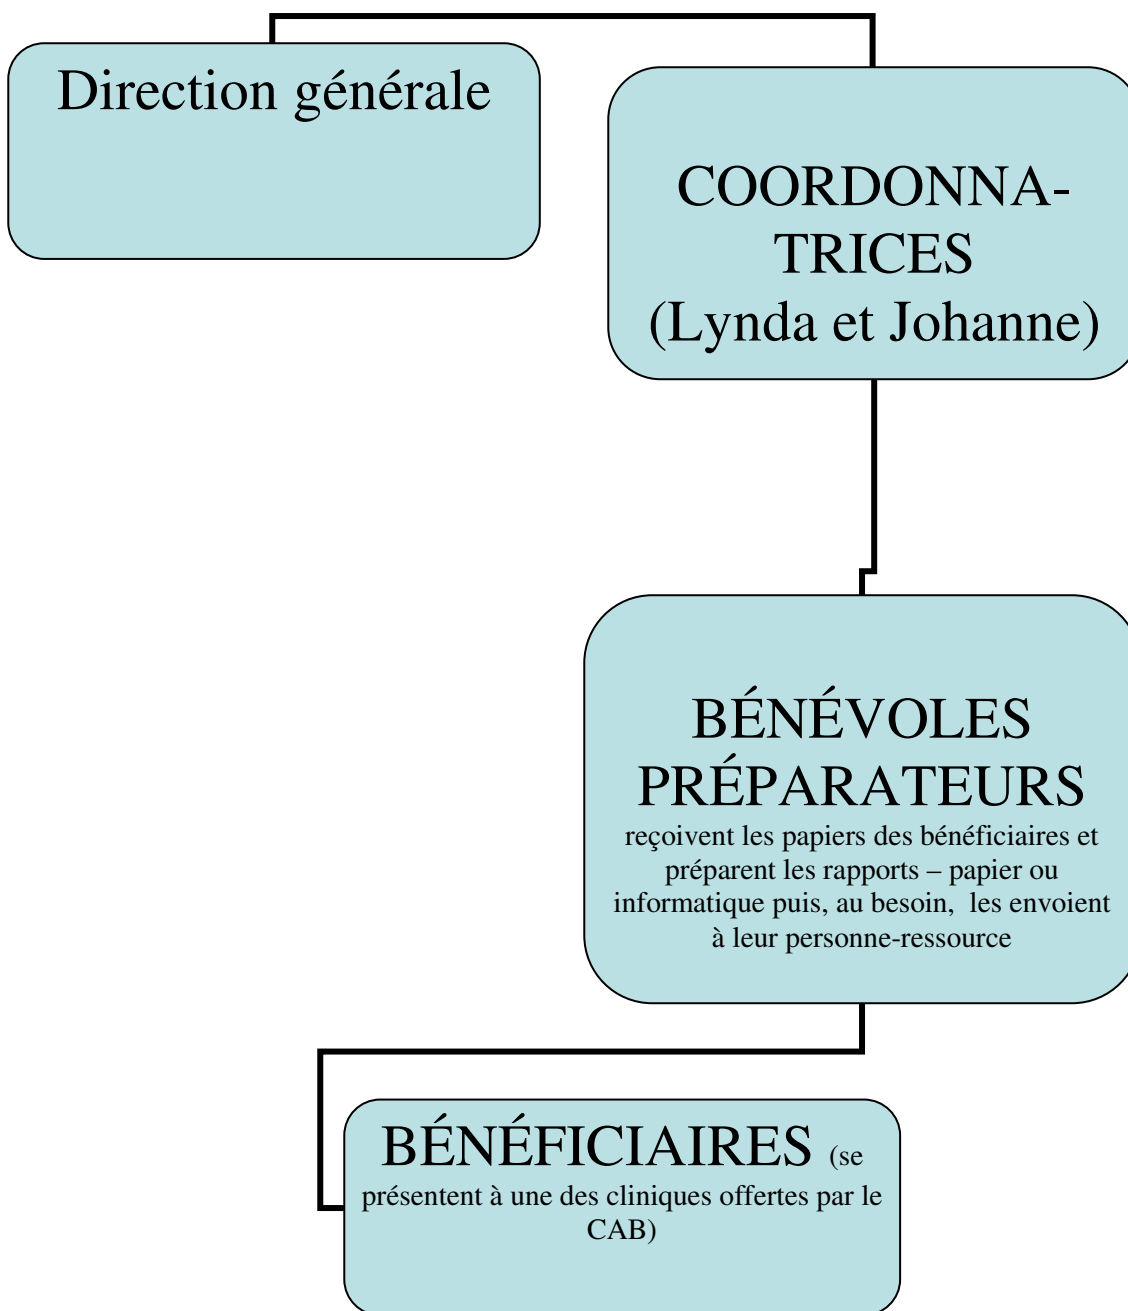 Direction générale
COORDONNA-
TRICES
(Lynda et Johanne)
BÉNÉVOLES
PRÉPARATEURS
reçoivent les papiers des bénéficiaires et
préparent les rapports – papier ou
informatique puis, au besoin, les envoient
à leur personne-ressource
BÉNÉFICIAIRES (se
présentent à une des cliniques offertes par le
CAB)